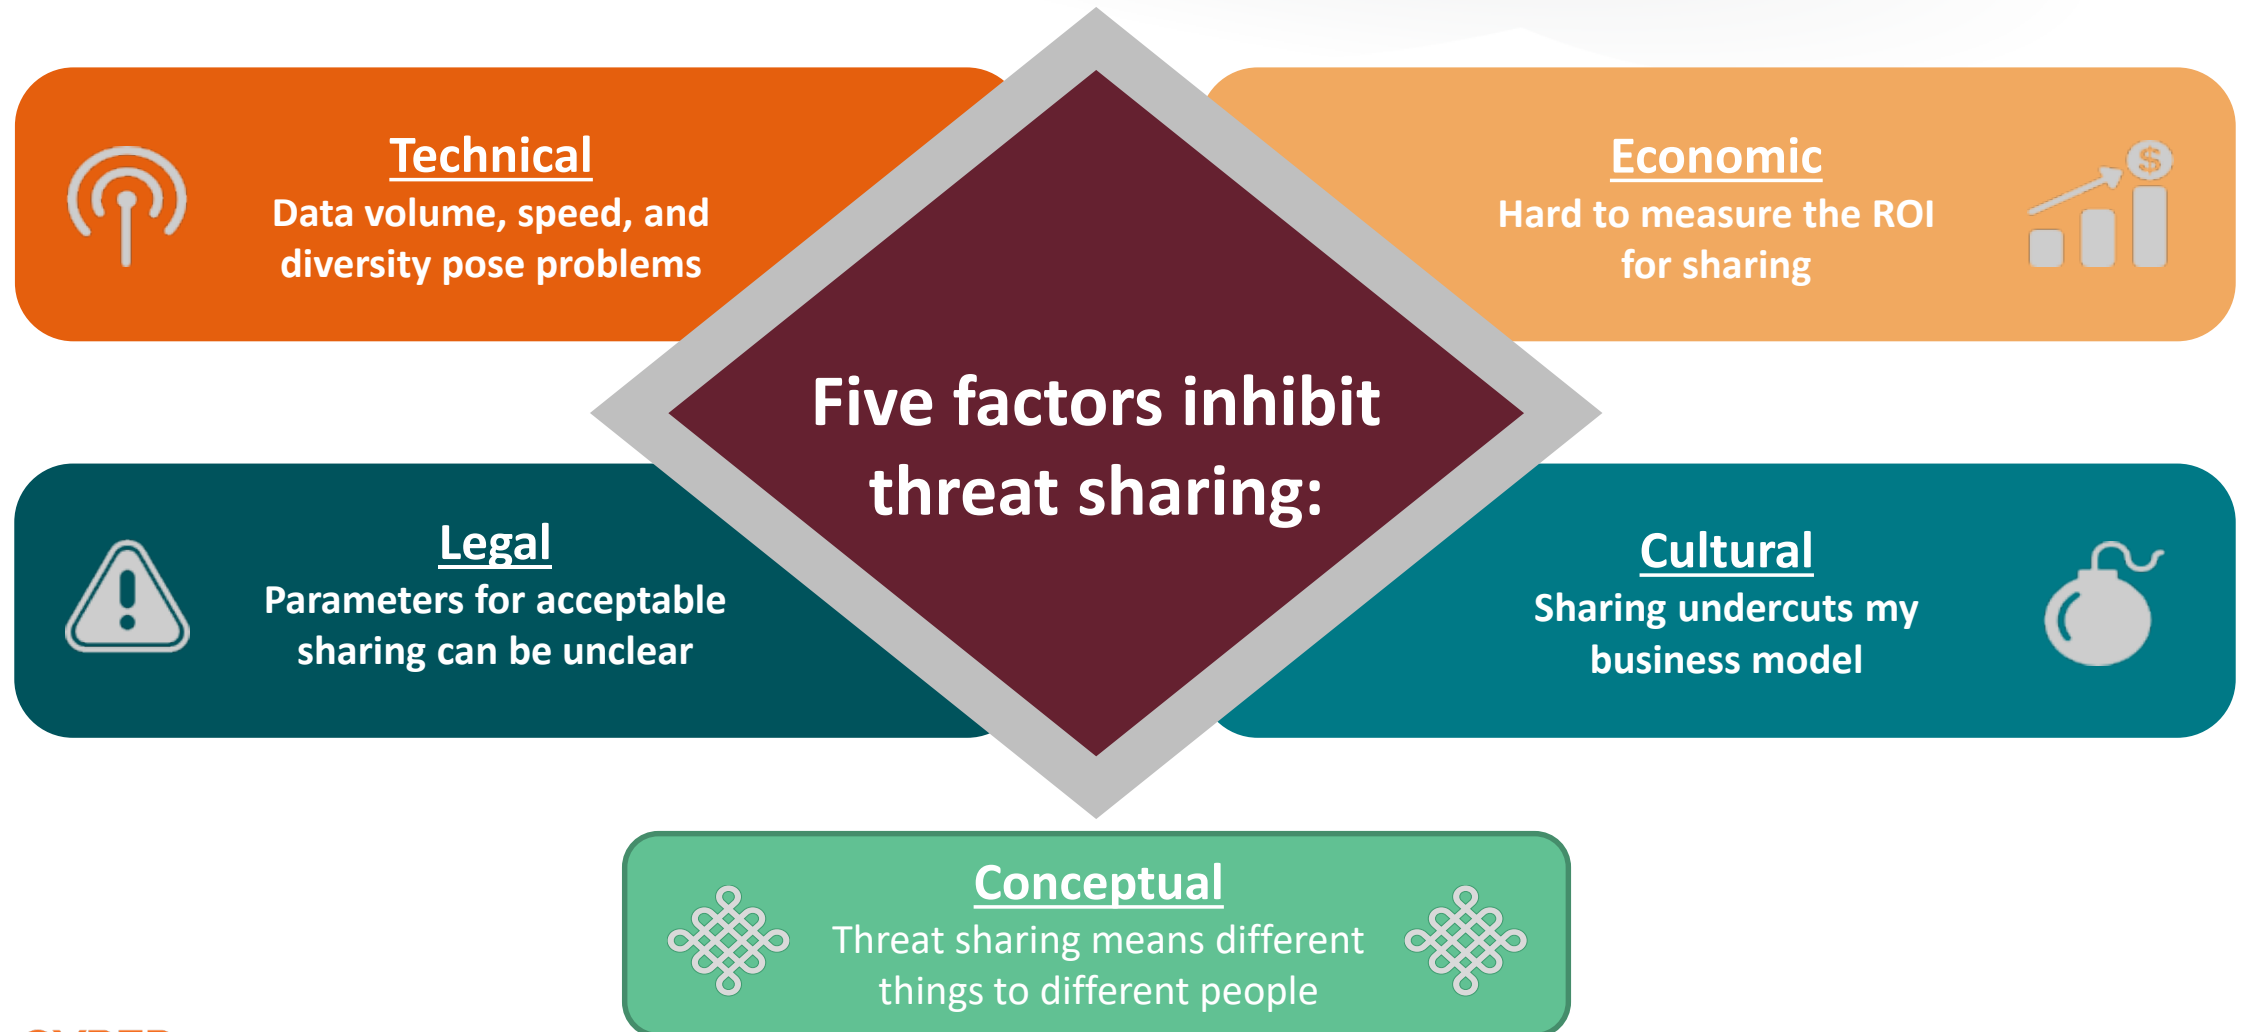 Technical
Data volume, speed, and
diversity pose problems
Economic
Hard to measure the ROI
for sharing
$
Five factors inhibit
threat sharing:
Legal
Parameters for acceptable
sharing can be unclear
Cultural
Sharing undercuts my
business model
Conceptual
Threat sharing means different
things to different people